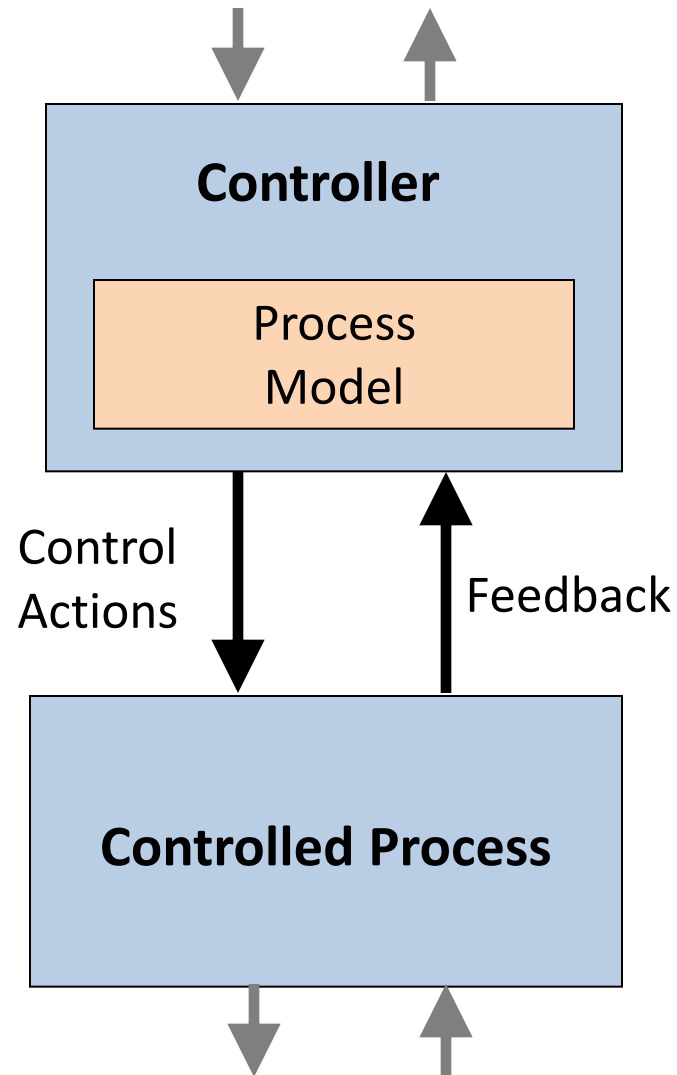 Controller
Process
Model
Control
Actions
Feedback
Controlled Process